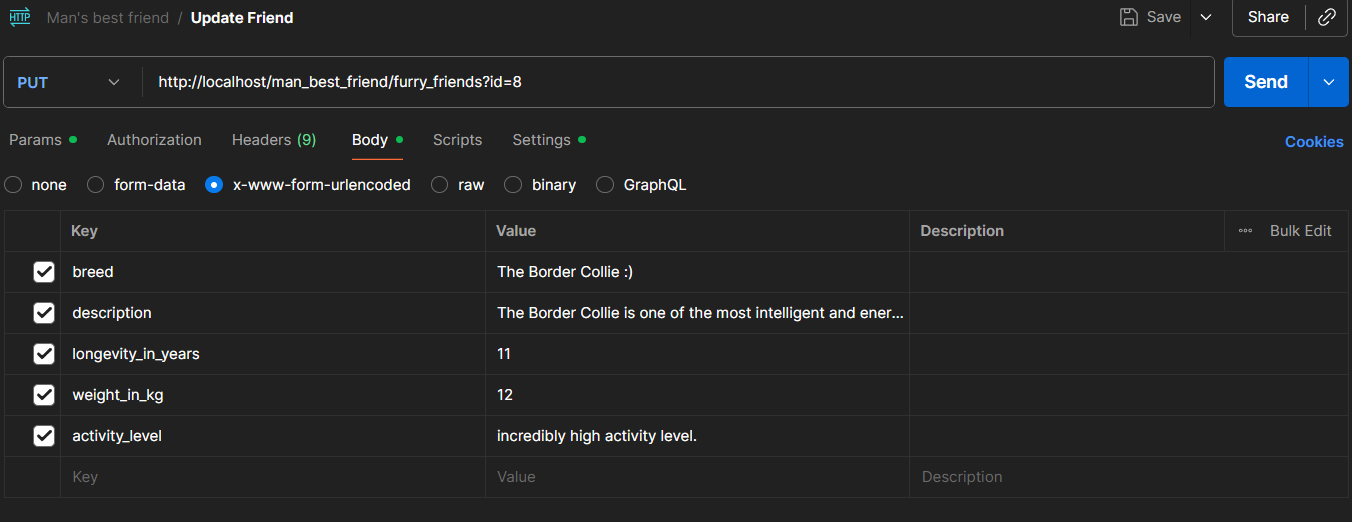 HTTP Man's best friend / Update Friend Save Share
PUT http://localhost/man_best_friend/furry_friends?id=8 Send
Params Authorization Headers (9) Body Scripts Settings Cookies
none form-data x-www-form-urlencoded raw binary GraphQL
Key Value Description Bulk Edit
breed The Border Collie :)
description The Border Collie is one of the most intelligent and ener...
longevity_in_years 11
weight_in_kg 12
activity_level incredibly high activity level.
Key Value Description